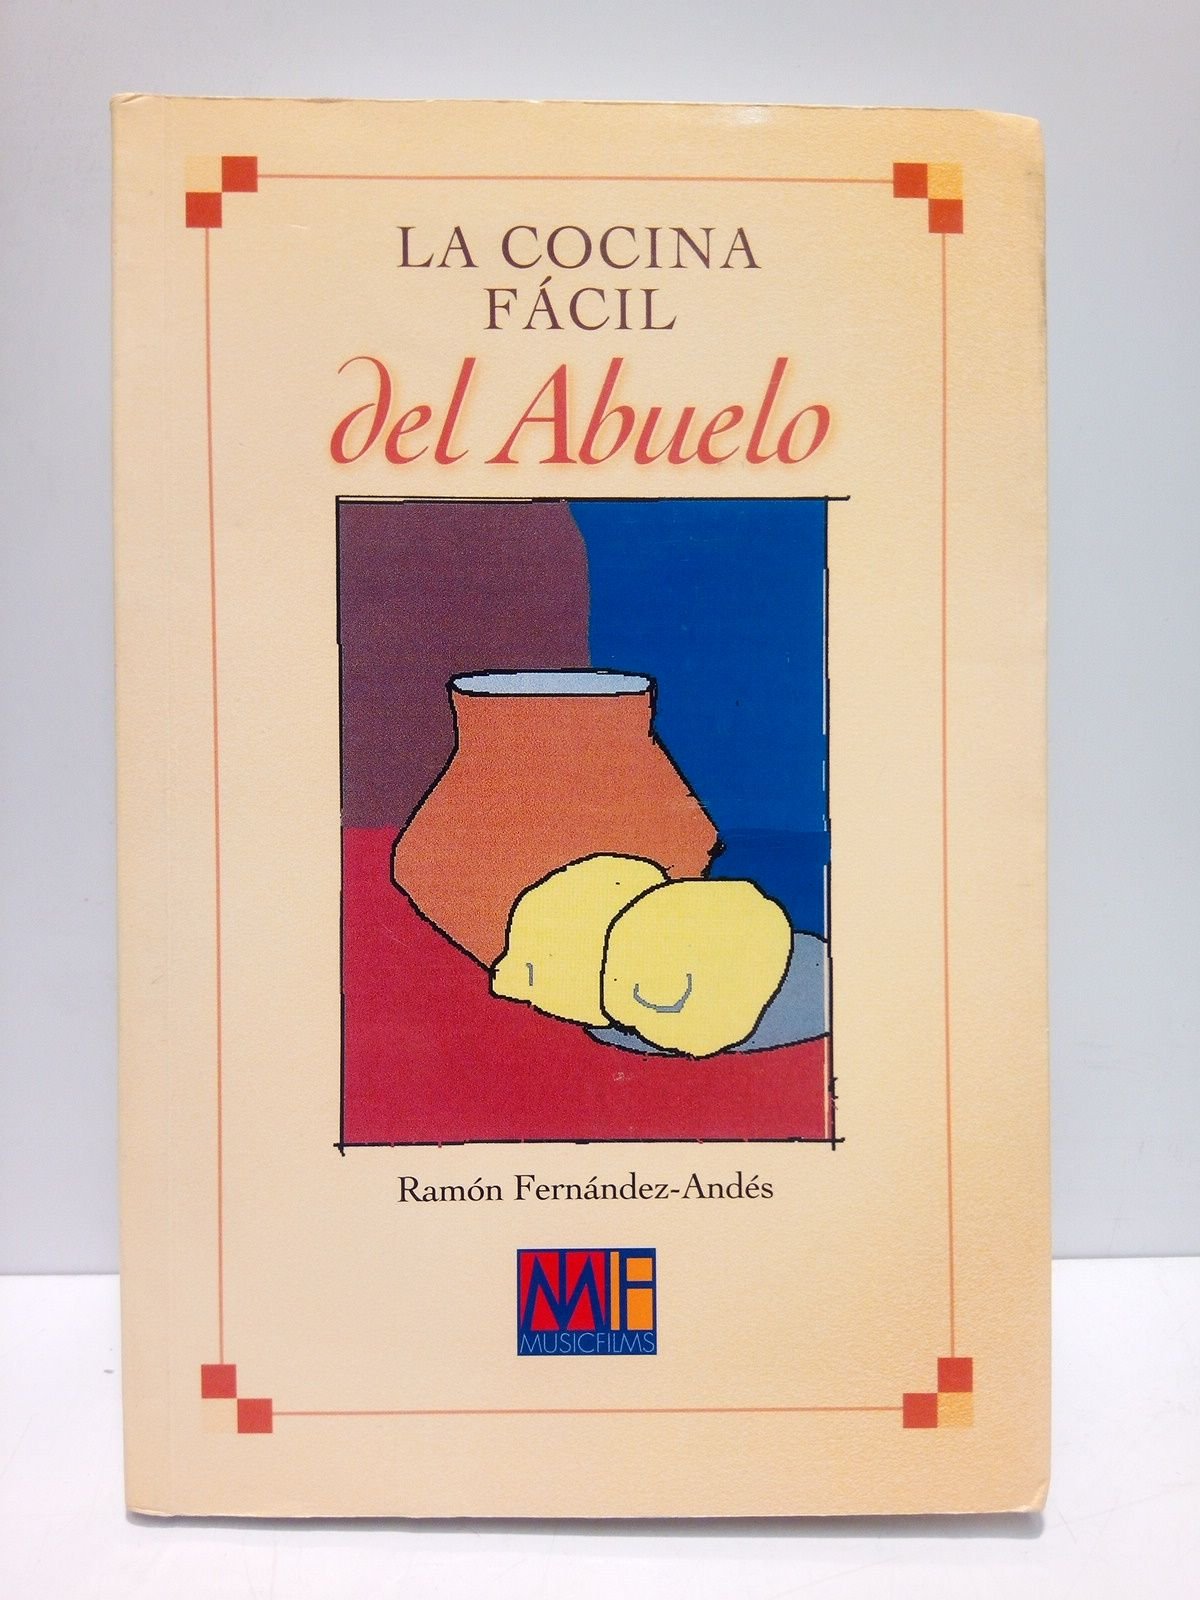 LA COCINA
FÁCIL
del Abuelo
Ramón Fernández-Andés
MF
MUSICFILMS